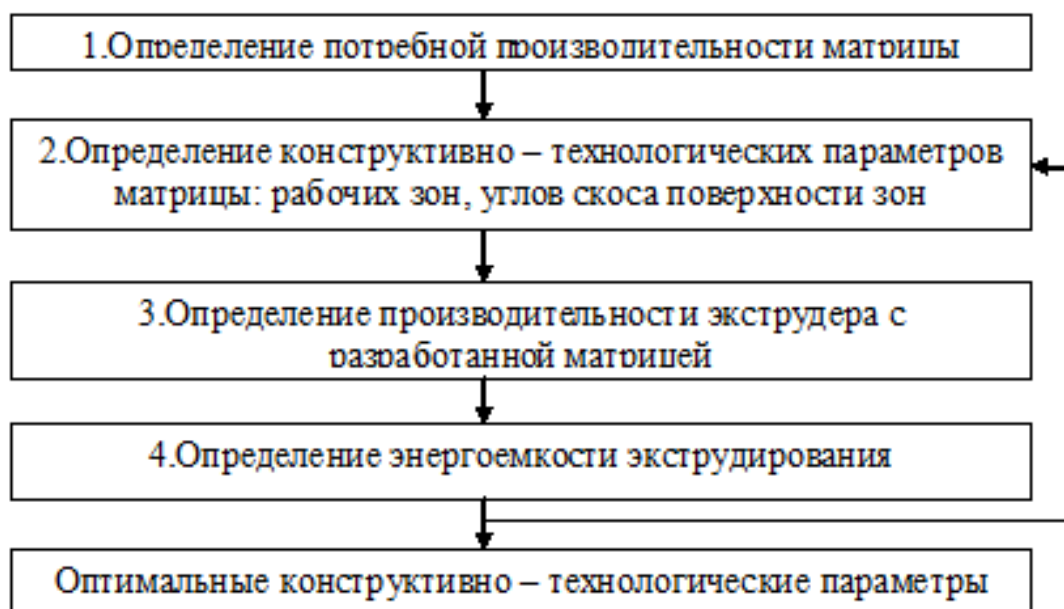 1.Определение потребной производительности матрицы
2.Определение конструктивно – технологических параметров
матрицы: рабочих зон, углов скоса поверхности зон
3.Определение производительности экструдера с
разработанной матрицей
4.Определение энергоемкости экструдирования
Оптимальные конструктивно – технологические параметры